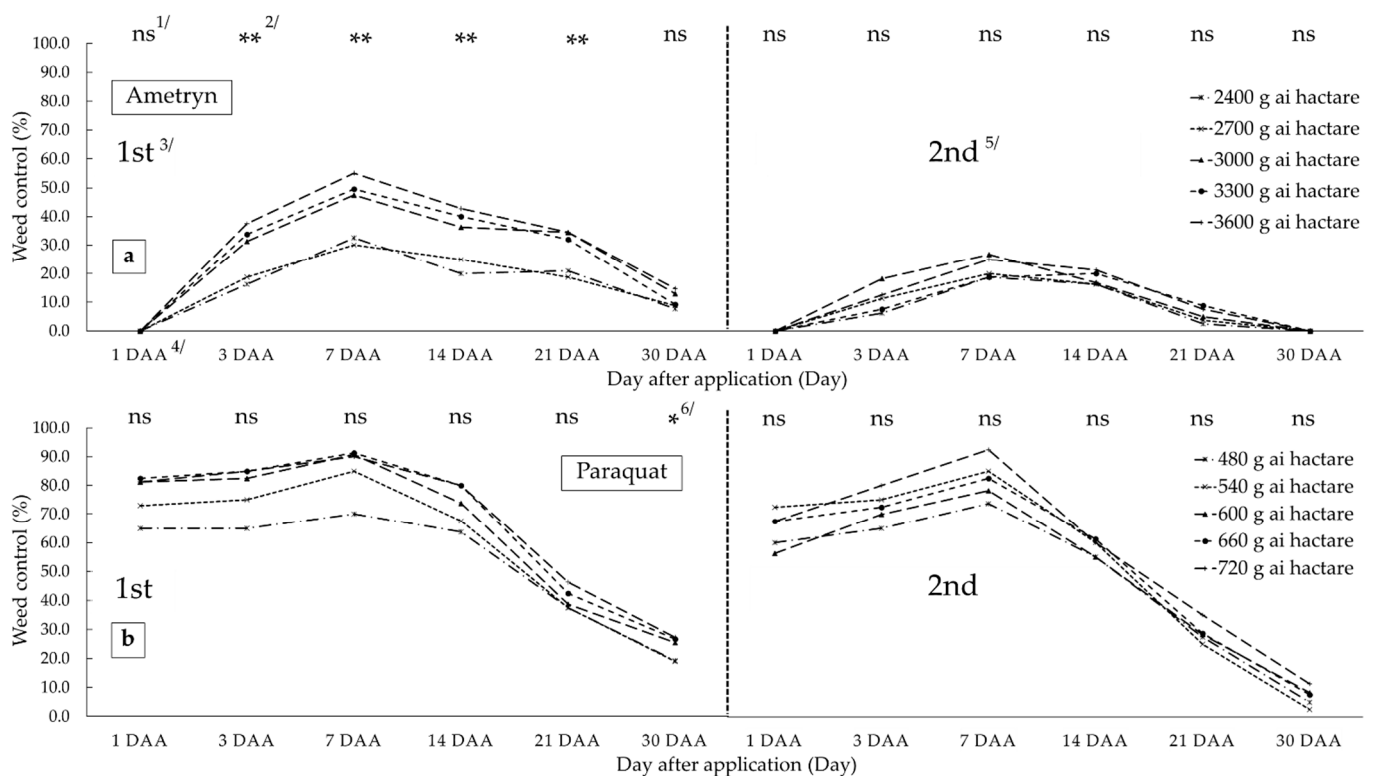 ns 1/ ** 2/ ** ** ** ns ns ns ns ns ns ns
100.0
90.0
80.0
70.0
60.0
50.0
40.0
30.0
20.0
10.0
0.0
Weed control (%)
Ametryn
1st 3/
a
2nd 5/
2400 g ai hactare
2700 g ai hactare
3000 g ai hactare
3300 g ai hactare
3600 g ai hactare
1 DAA 4/ 3 DAA 7 DAA 14 DAA 21 DAA 30 DAA 1 DAA 3 DAA 7 DAA 14 DAA 21 DAA 30 DAA
Day after application (Day)
ns ns ns ns ns * 6/ ns ns ns ns ns ns
100.0
90.0
80.0
70.0
60.0
50.0
40.0
30.0
20.0
10.0
0.0
Weed control (%)
Paraquat
1st
b
2nd
480 g ai hactare
540 g ai hactare
600 g ai hactare
660 g ai hactare
720 g ai hactare
1 DAA 3 DAA 7 DAA 14 DAA 21 DAA 30 DAA 1 DAA 3 DAA 7 DAA 14 DAA 21 DAA 30 DAA
Day after application (Day)